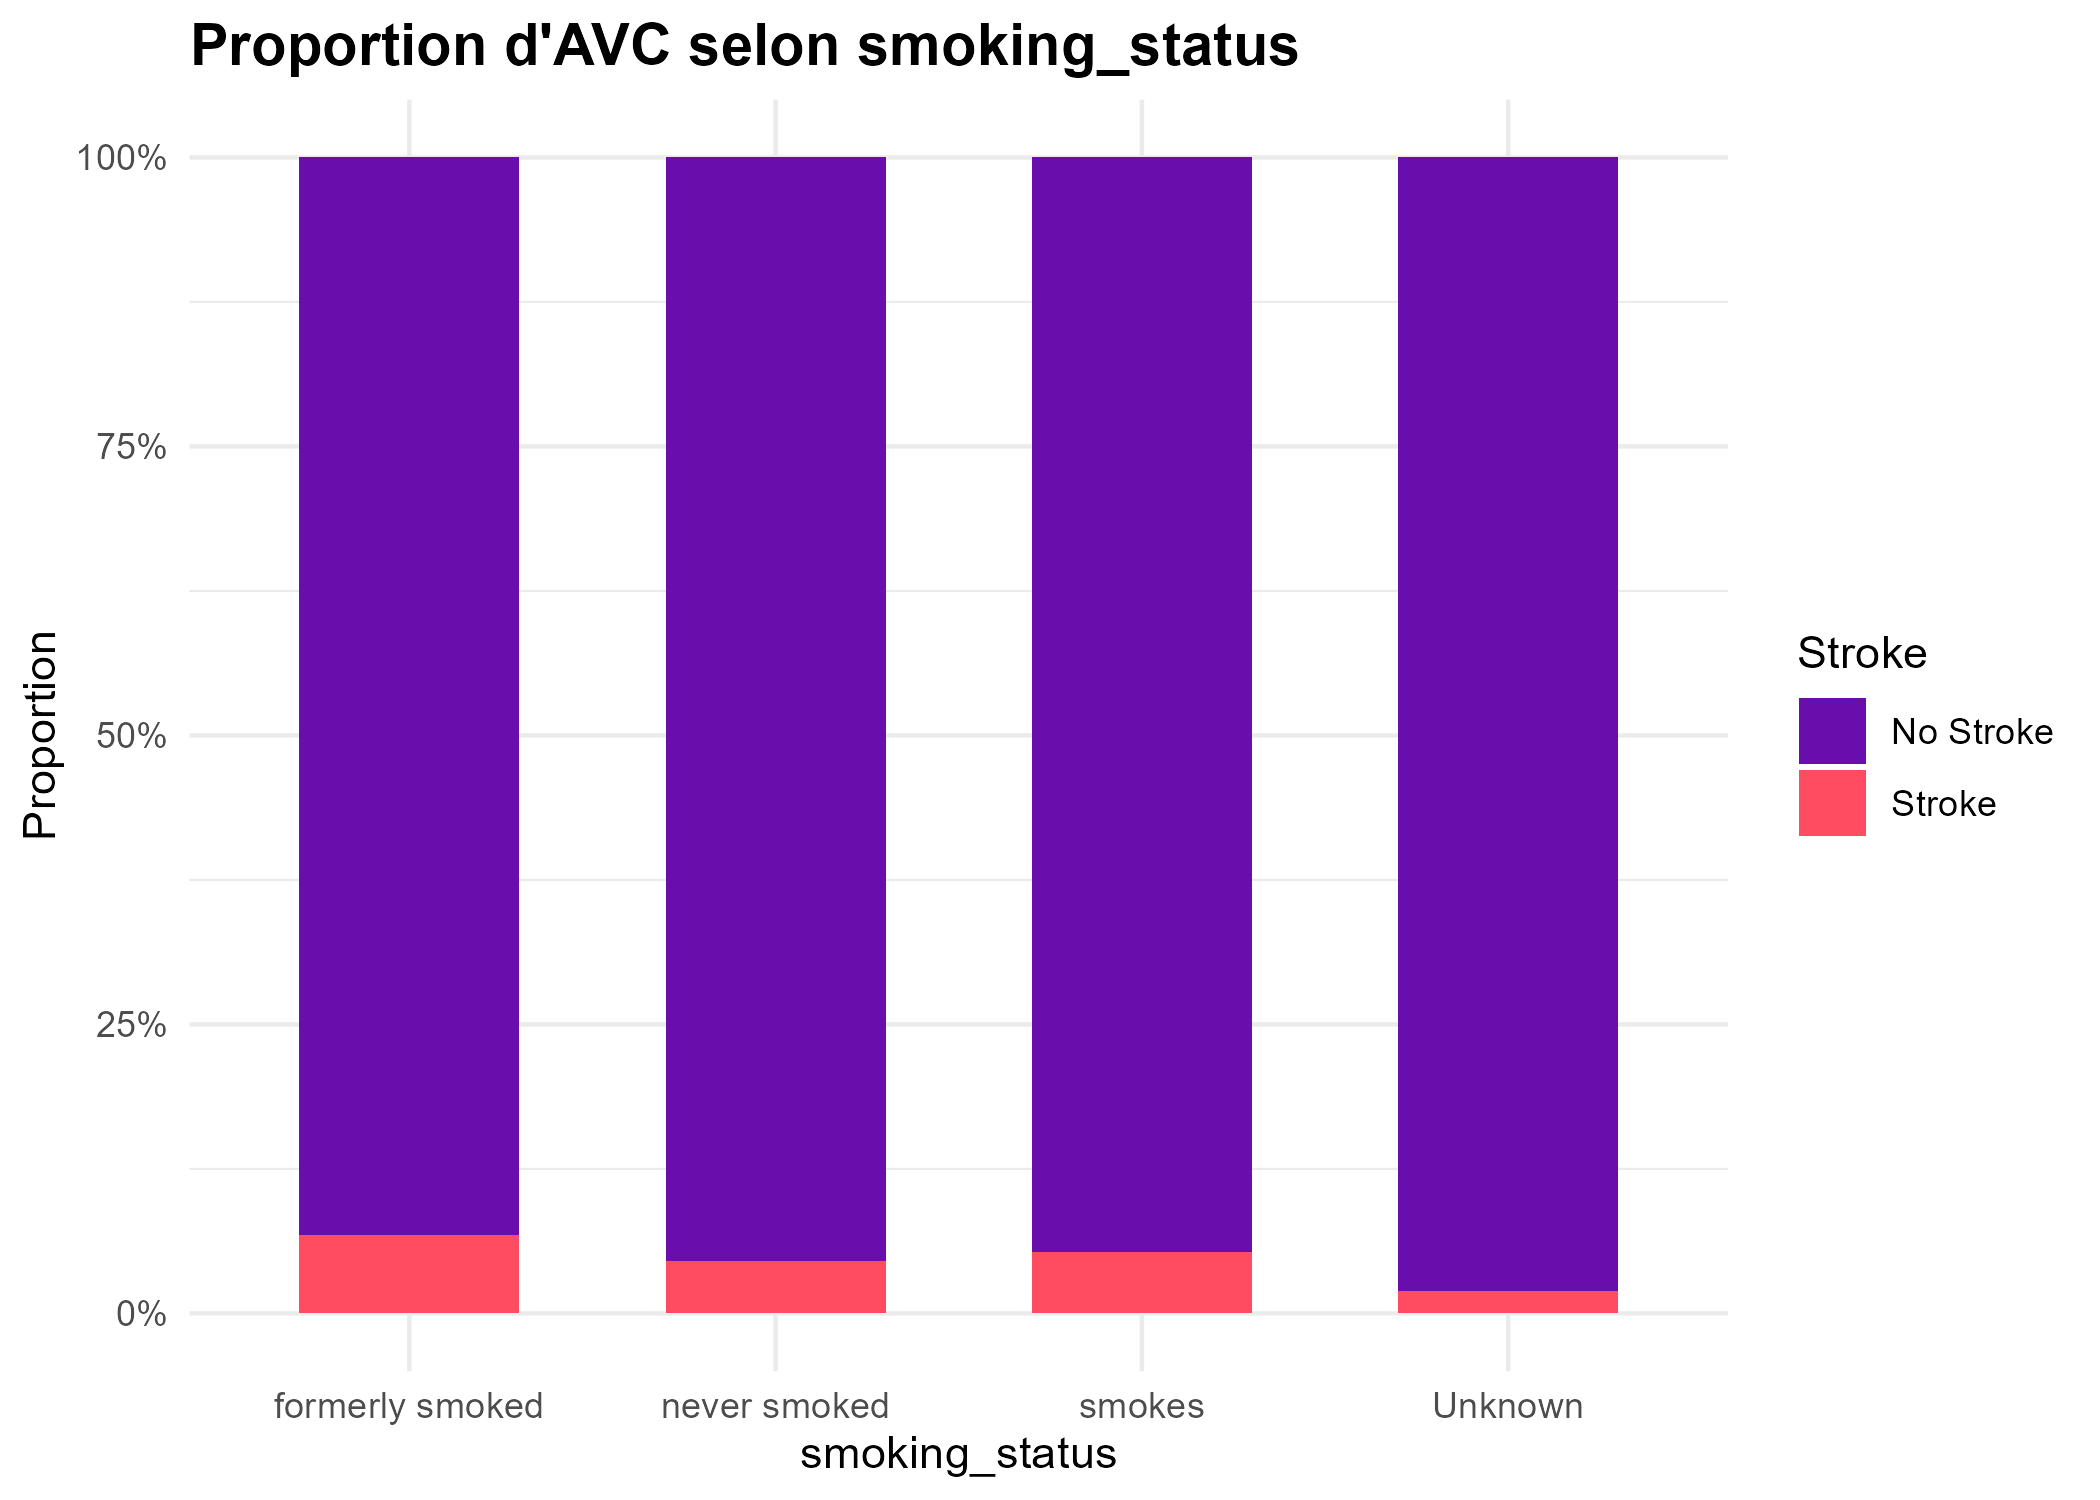 Proportion d'AVC selon smoking_status
Proportion
100%
75%
50%
25%
0%
formerly smoked
never smoked
smokes
Unknown
smoking_status
Stroke
No Stroke
Stroke